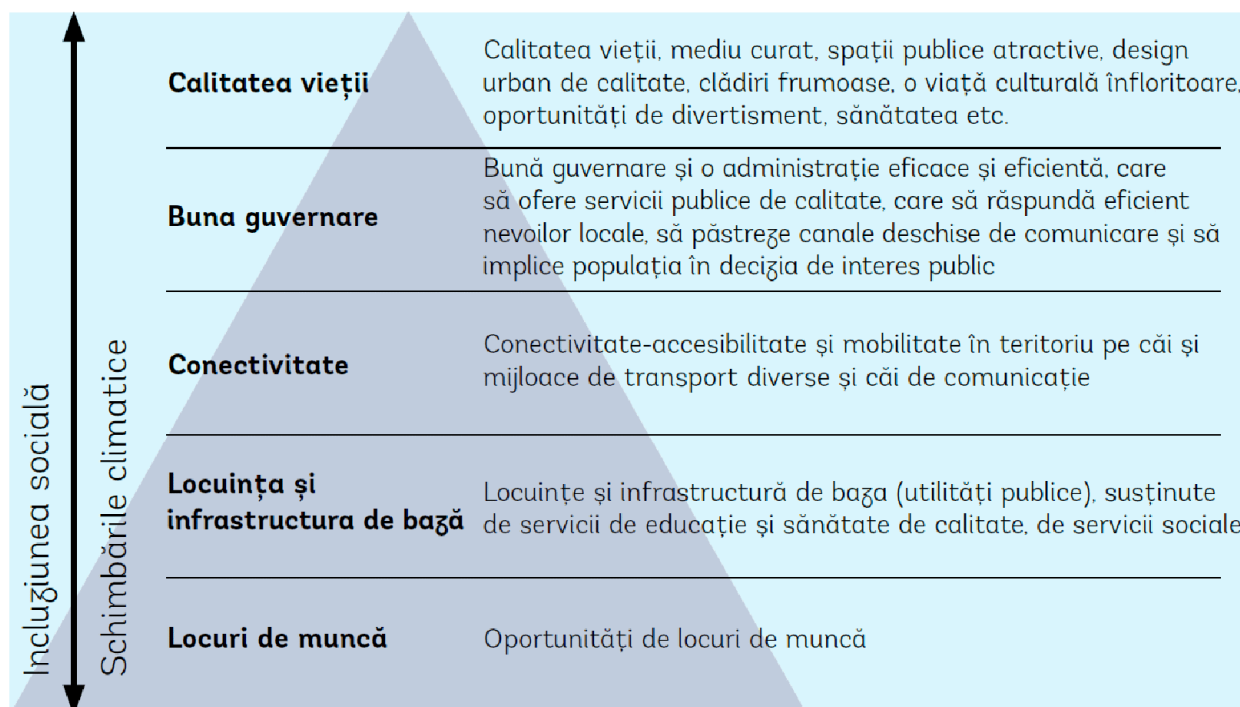 Incluziunea socială
Schimbările climatice
Calitatea vieții
Calitatea vieții, mediu curat, spații publice atractive, design
urban de calitate, clădiri frumoase, o viață culturală înfloritoare,
oportunități de divertisment, sănătatea etc.
Buna guvernare
Bună guvernare și o administrație eficace și eficientă, care
să ofere servicii publice de calitate, care să răspundă eficient
nevoilor locale, să păstreze canale deschise de comunicare și să
implice populația în decizia de interes public
Conectivitate
Conectivitate-accesibilitate și mobilitate în teritoriu pe căi și
mijloace de transport diverse și căi de comunicație
Locuința și
infrastructura de bază
Locuințe și infrastructură de baza (utilități publice), susținute
de servicii de educație și sănătate de calitate, de servicii sociale
Locuri de muncă
Oportunități de locuri de muncă